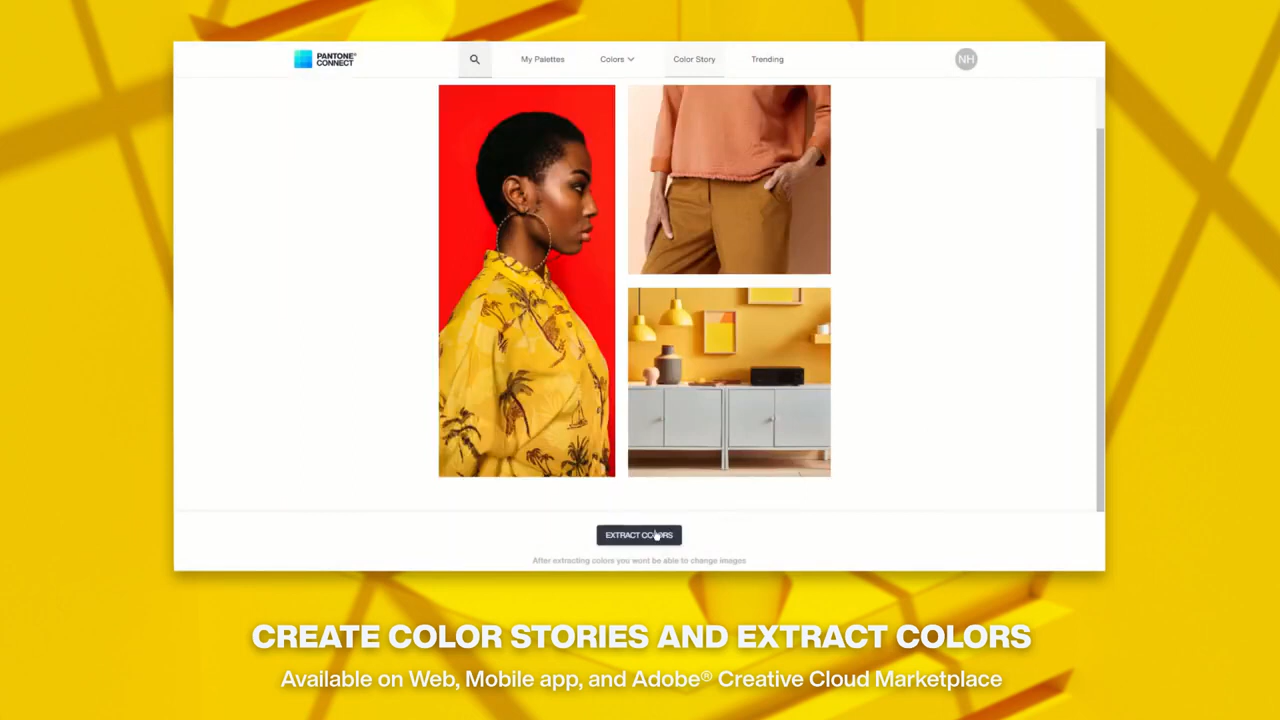 PANTONE®
CONNECT
My Palettes
Colors
Color Story
Trending
NH
EXTRACT COLORS
After extracting colors you wont be able to change images
CREATE COLOR STORIES AND EXTRACT COLORS
Available on Web, Mobile app, and Adobe® Creative Cloud Marketplace